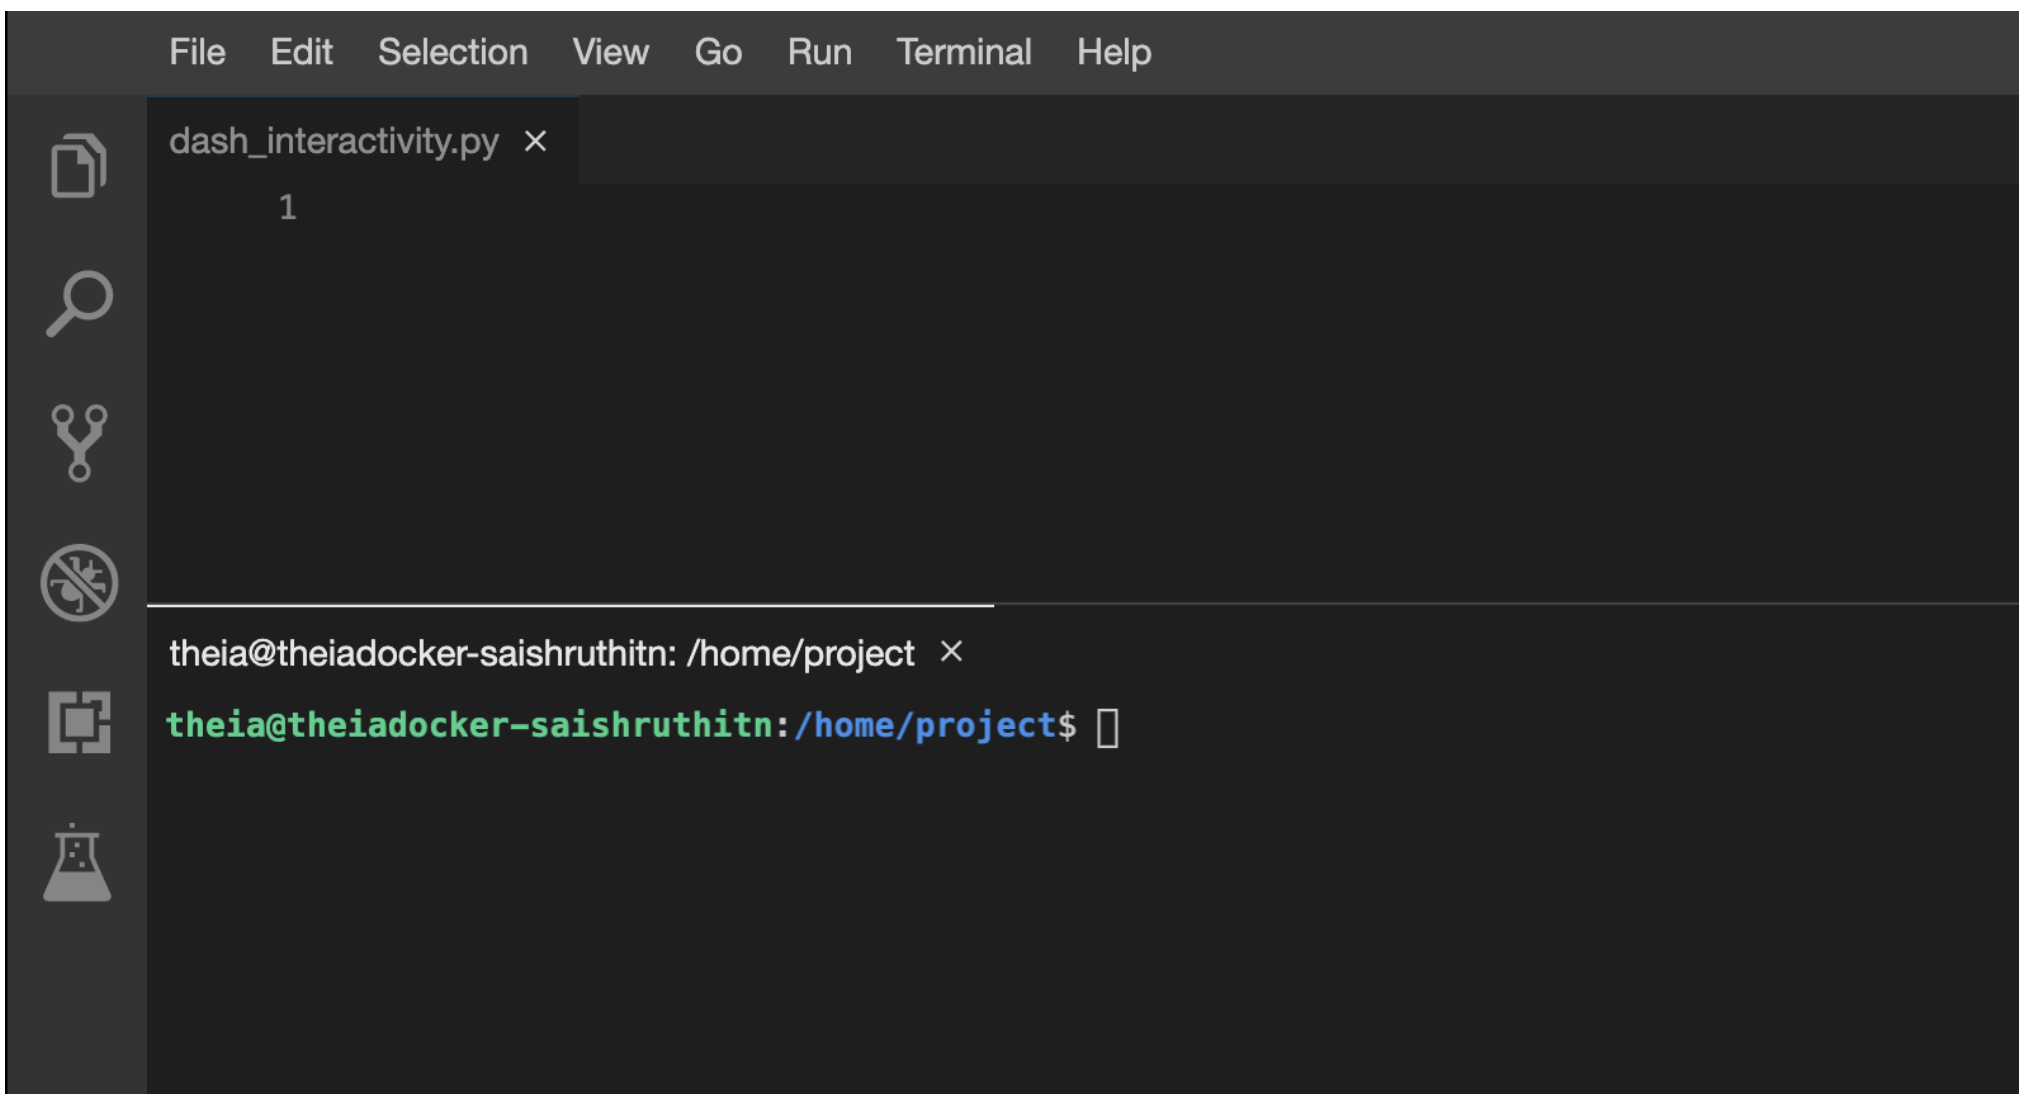 File Edit Selection View Go Run Terminal Help
dash_interactivity.py ×
1
theia@theiadocker-saishruthitn: /home/project ×
theia@theiadocker-saishruthitn:/home/project$